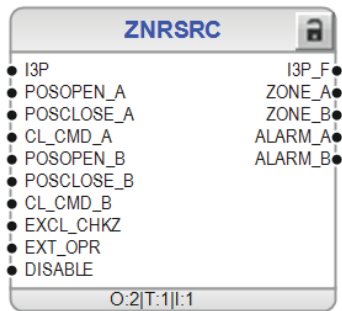 ZNRSRC
I3P I3P_F
POSOPEN_A ZONE_A
POSCLOSE_A ZONE_B
CL_CMD_A ALARM_A
POSOPEN_B ALARM_B
POSCLOSE_B
CL_CMD_B
EXCL_CHKZ
EXT_OPR
DISABLE
O:2|T:1|I:1